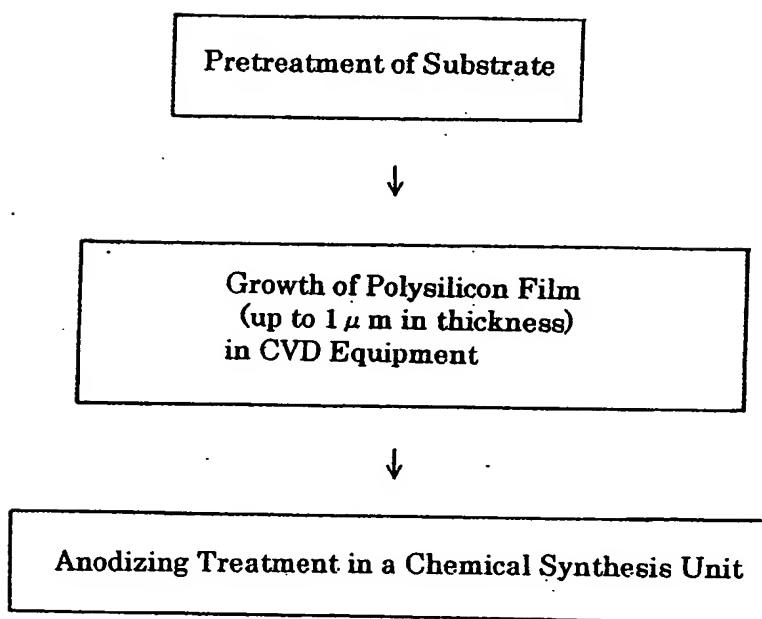 Pretreatment of Substrate
↓
Growth of Polysilicon Film
(up to 1 μ m in thickness)
in CVD Equipment
↓
Anodizing Treatment in a Chemical Synthesis Unit